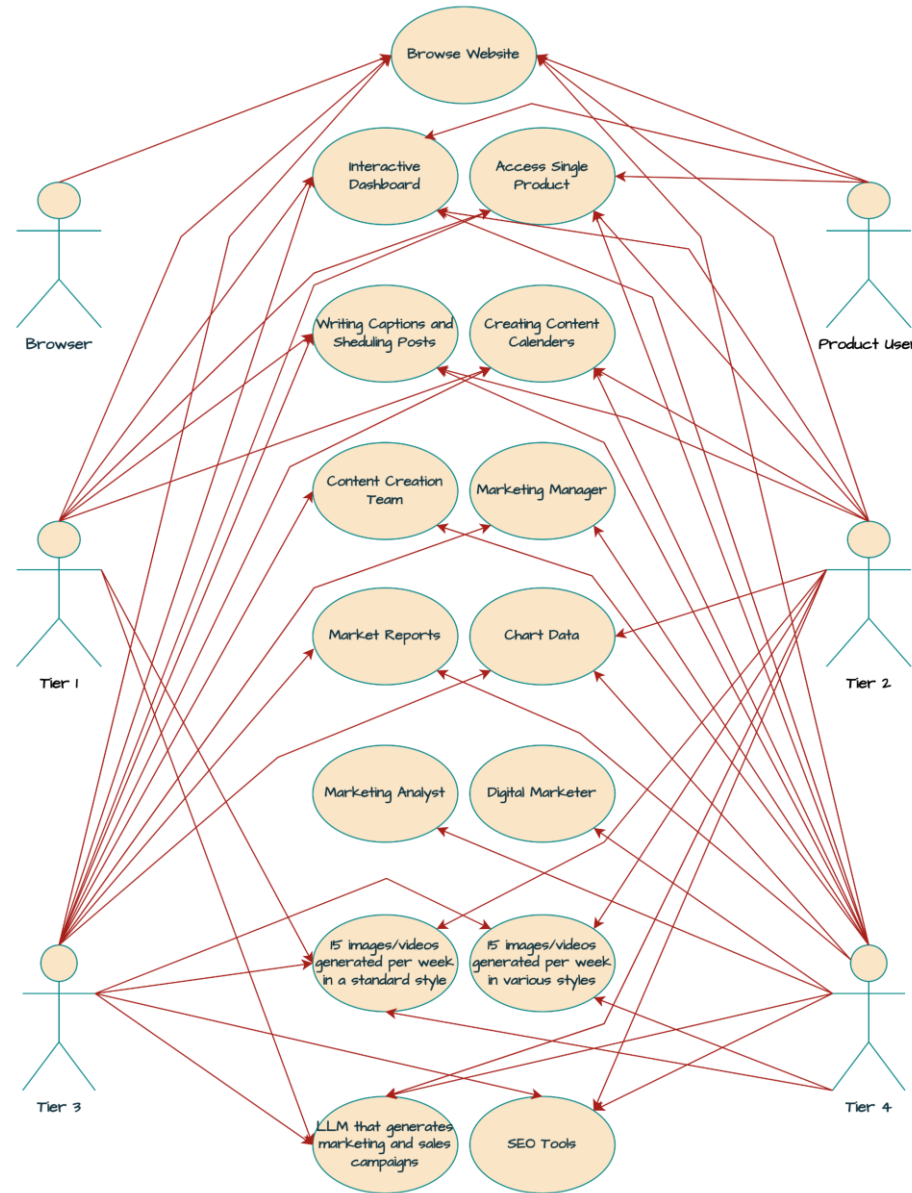 Browse Website
Interactive
Dashboard
Access Single
Product
Browser
Product User
Writing Captions and
Sheduling Posts
Creating Content
Calenders
Content Creation
Team
Marketing Manager
Tier 1
Tier 2
Market Reports
Chart Data
Marketing Analyst
Digital Marketer
15 images/videos
generated per week
in a standard style
15 images/videos
generated per week
in various styles
Tier 3
Tier 4
LLM that generates
marketing and sales
campaigns
SEO Tools